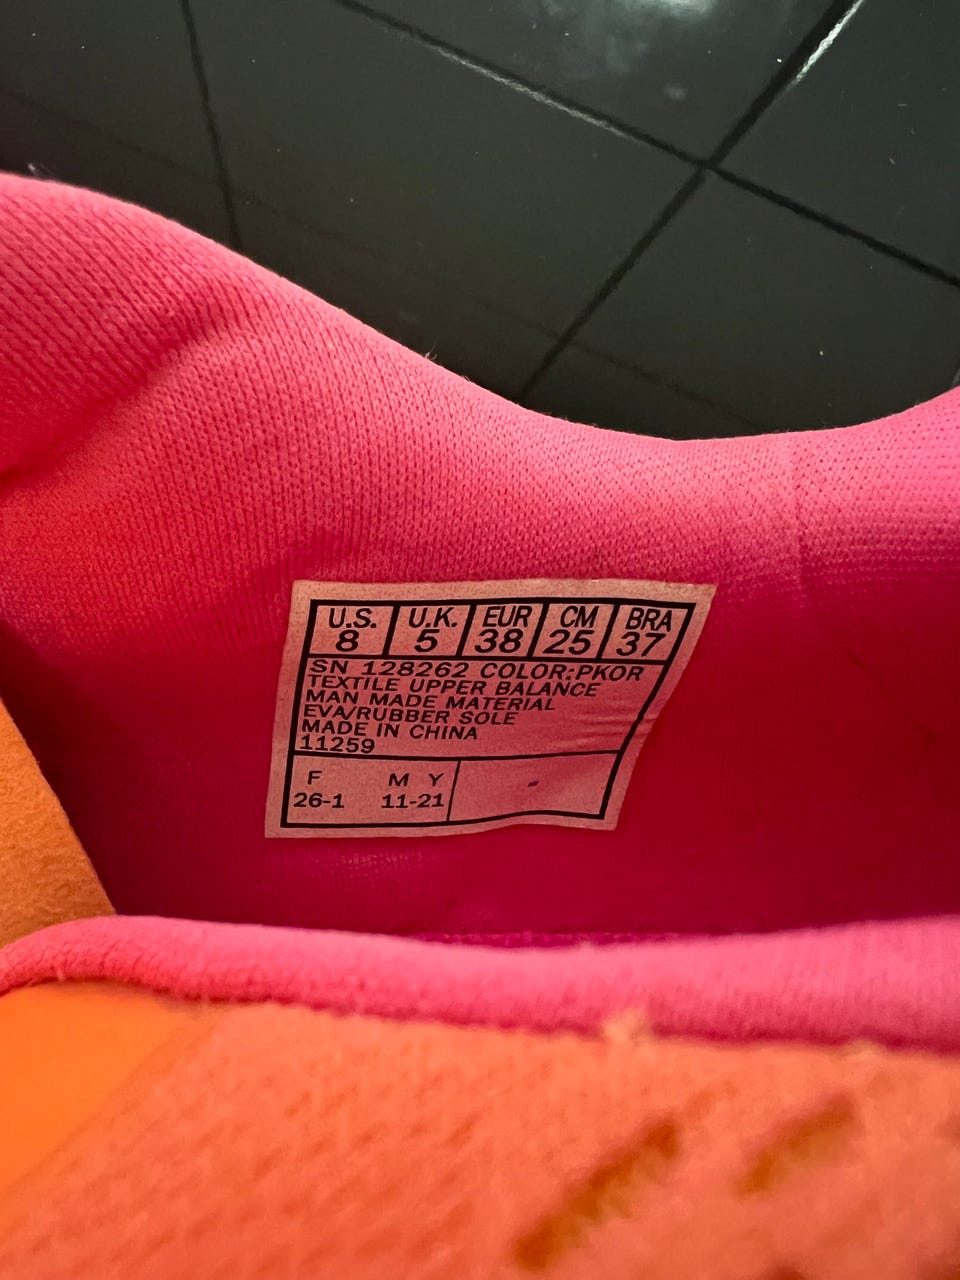 U.S. U.K. EUR CM BRA
8 5 38 25 37
SN 128262 COLOR:PKOR
TEXTILE UPPER BALANCE
MAN MADE MATERIAL
EVA/RUBBER SOLE
MADE IN CHINA
11259
F M Y
26-1 11-21